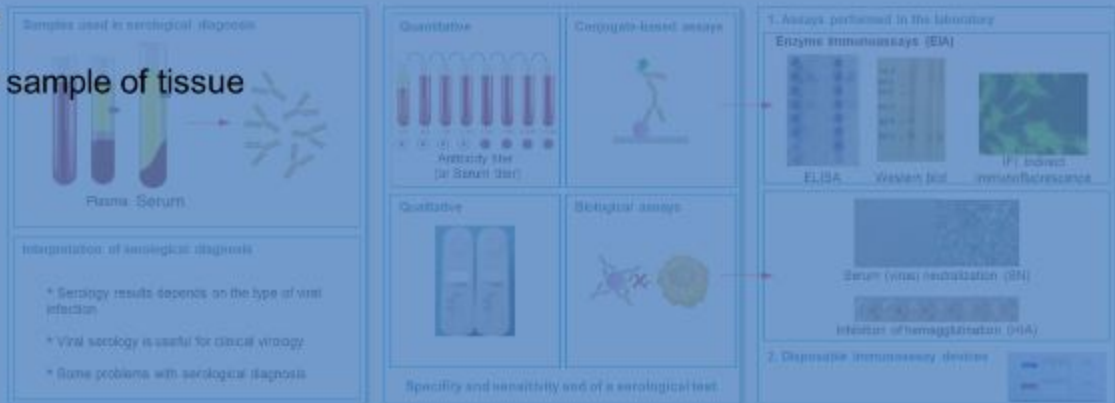 Samples used in serological diagnosis
sample of tissue
Plasma Serum
Interpretation of serological diagnosis
* Serology results depends on the type of viral
infection
* Viral serology is useful for clinical virology
* Some problems with serological diagnosis
Quantitative
Antibody titer
(or Serum titer)
Conjugate-based assays
Qualitative
Biological assays
Specifity and sensitivity and of a serological test
1. Assays performed in the laboratory
Enzyme immunoassays (EIA)
ELISA
Western blot
IFI Indirect
immunofluorescence
Serum (virus) neutralization (SN)
Inhibition of hemagglutination (HIA)
2. Disposable immunoassay devices